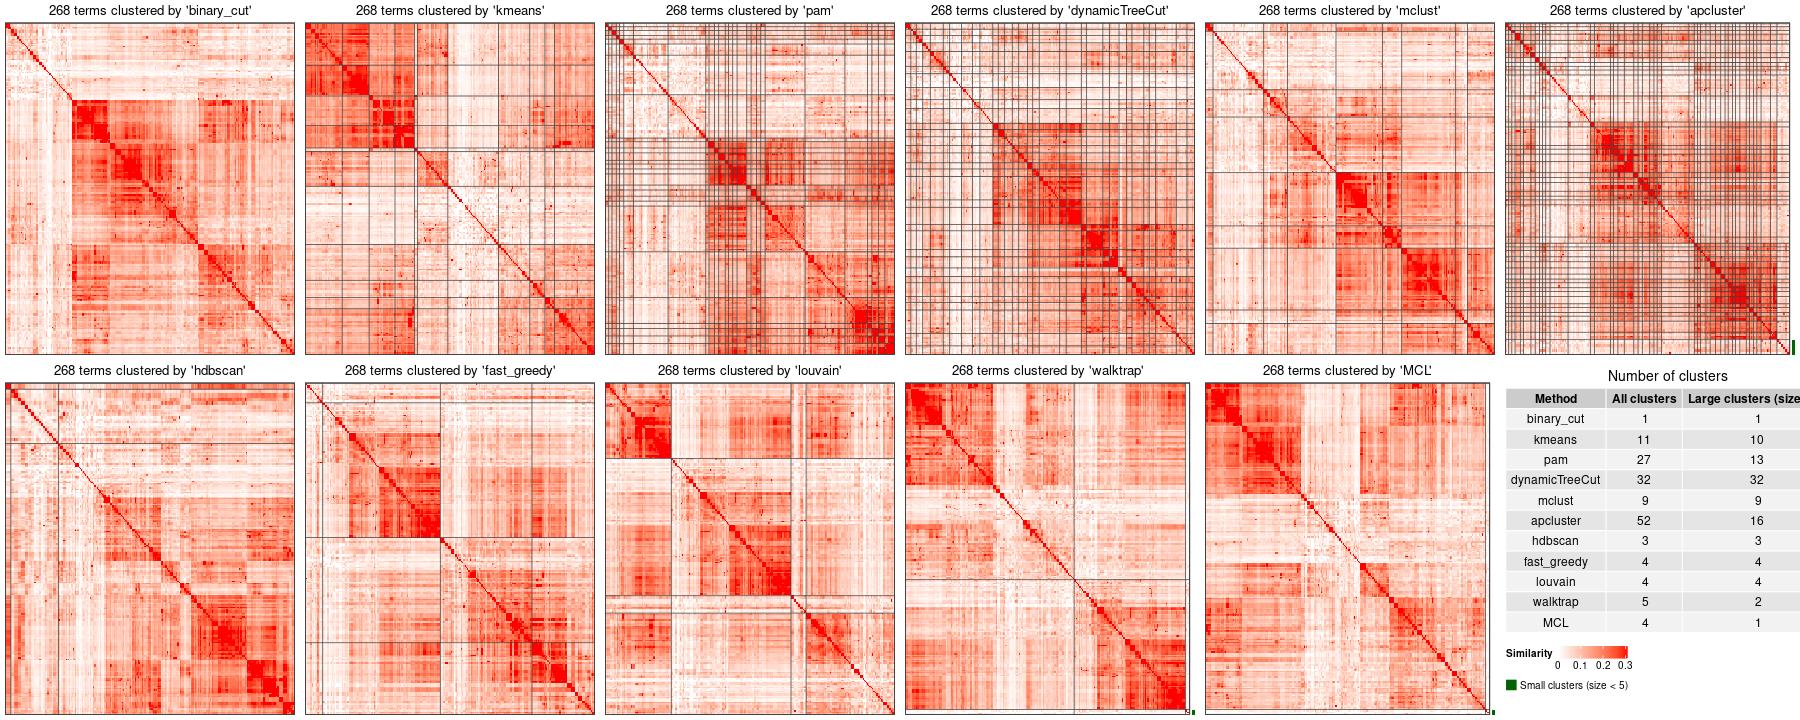 268 terms clustered by 'binary_cut'
268 terms clustered by 'kmeans'
268 terms clustered by 'pam'
268 terms clustered by 'dynamicTreeCut'
268 terms clustered by 'mclust'
268 terms clustered by 'apcluster'
268 terms clustered by 'hdbscan'
268 terms clustered by 'fast_greedy'
268 terms clustered by 'louvain'
268 terms clustered by 'walktrap'
268 terms clustered by 'MCL'
Number of clusters
Method All clusters Large clusters (size
binary_cut 1 1
kmeans 11 10
pam 27 13
dynamicTreeCut 32 32
mclust 9 9
apcluster 52 16
hdbscan 3 3
fast_greedy 4 4
louvain 4 4
walktrap 5 2
MCL 4 1
Similarity
0 0.1 0.2 0.3
Small clusters (size < 5)